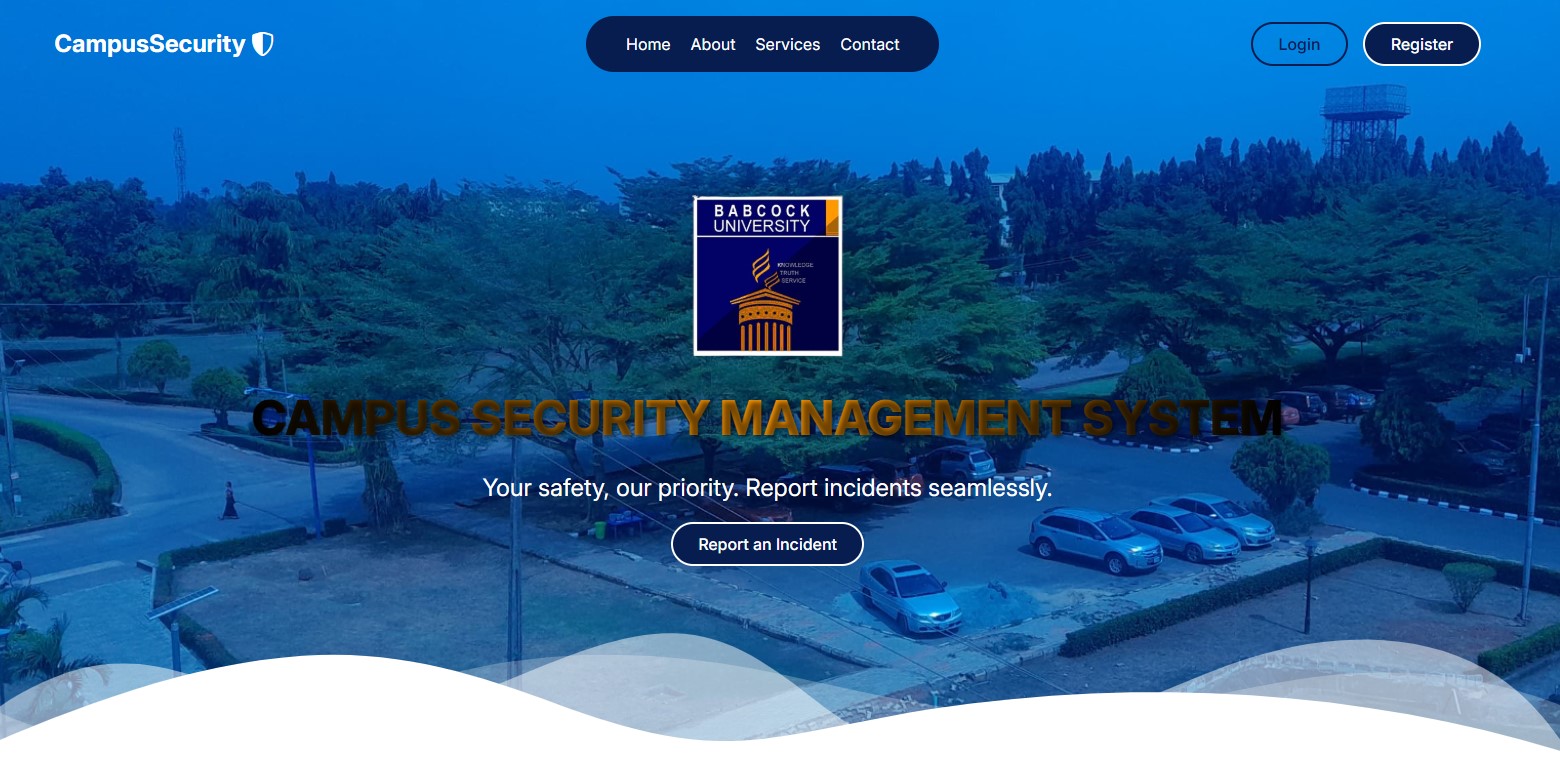 CampusSecurity
Home About Services Contact
Login
Register
BABCOCK
UNIVERSITY
KNOWLEDGE
TRUTH
SERVICE
CAMPUS SECURITY MANAGEMENT SYSTEM
Your safety, our priority. Report incidents seamlessly.
Report an Incident